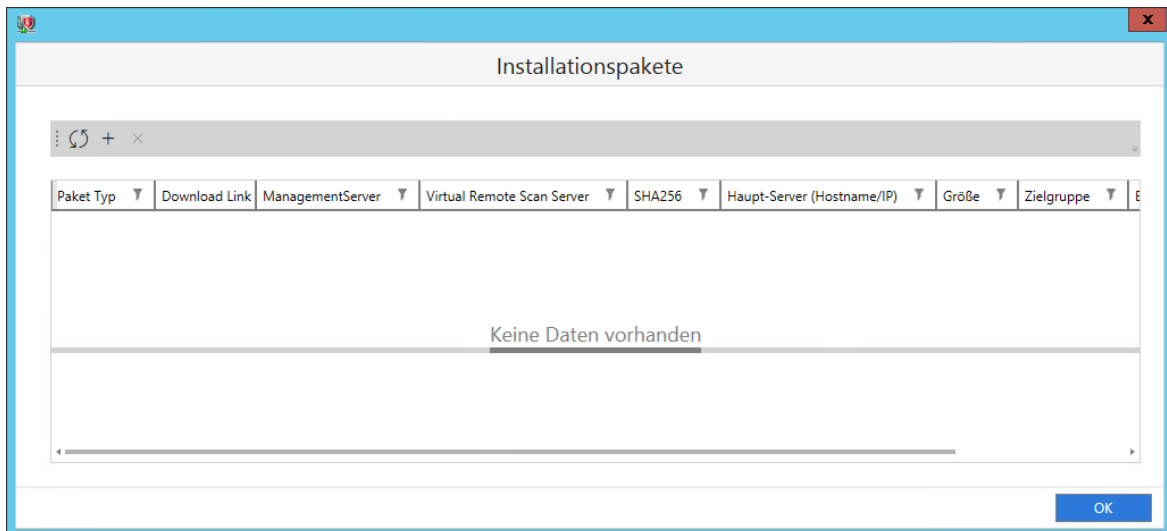 x
Installationspakete
Paket Typ Download Link ManagementServer Virtual Remote Scan Server SHA256 Haupt-Server (Hostname/IP) Größe Zielgruppe
Keine Daten vorhanden
OK